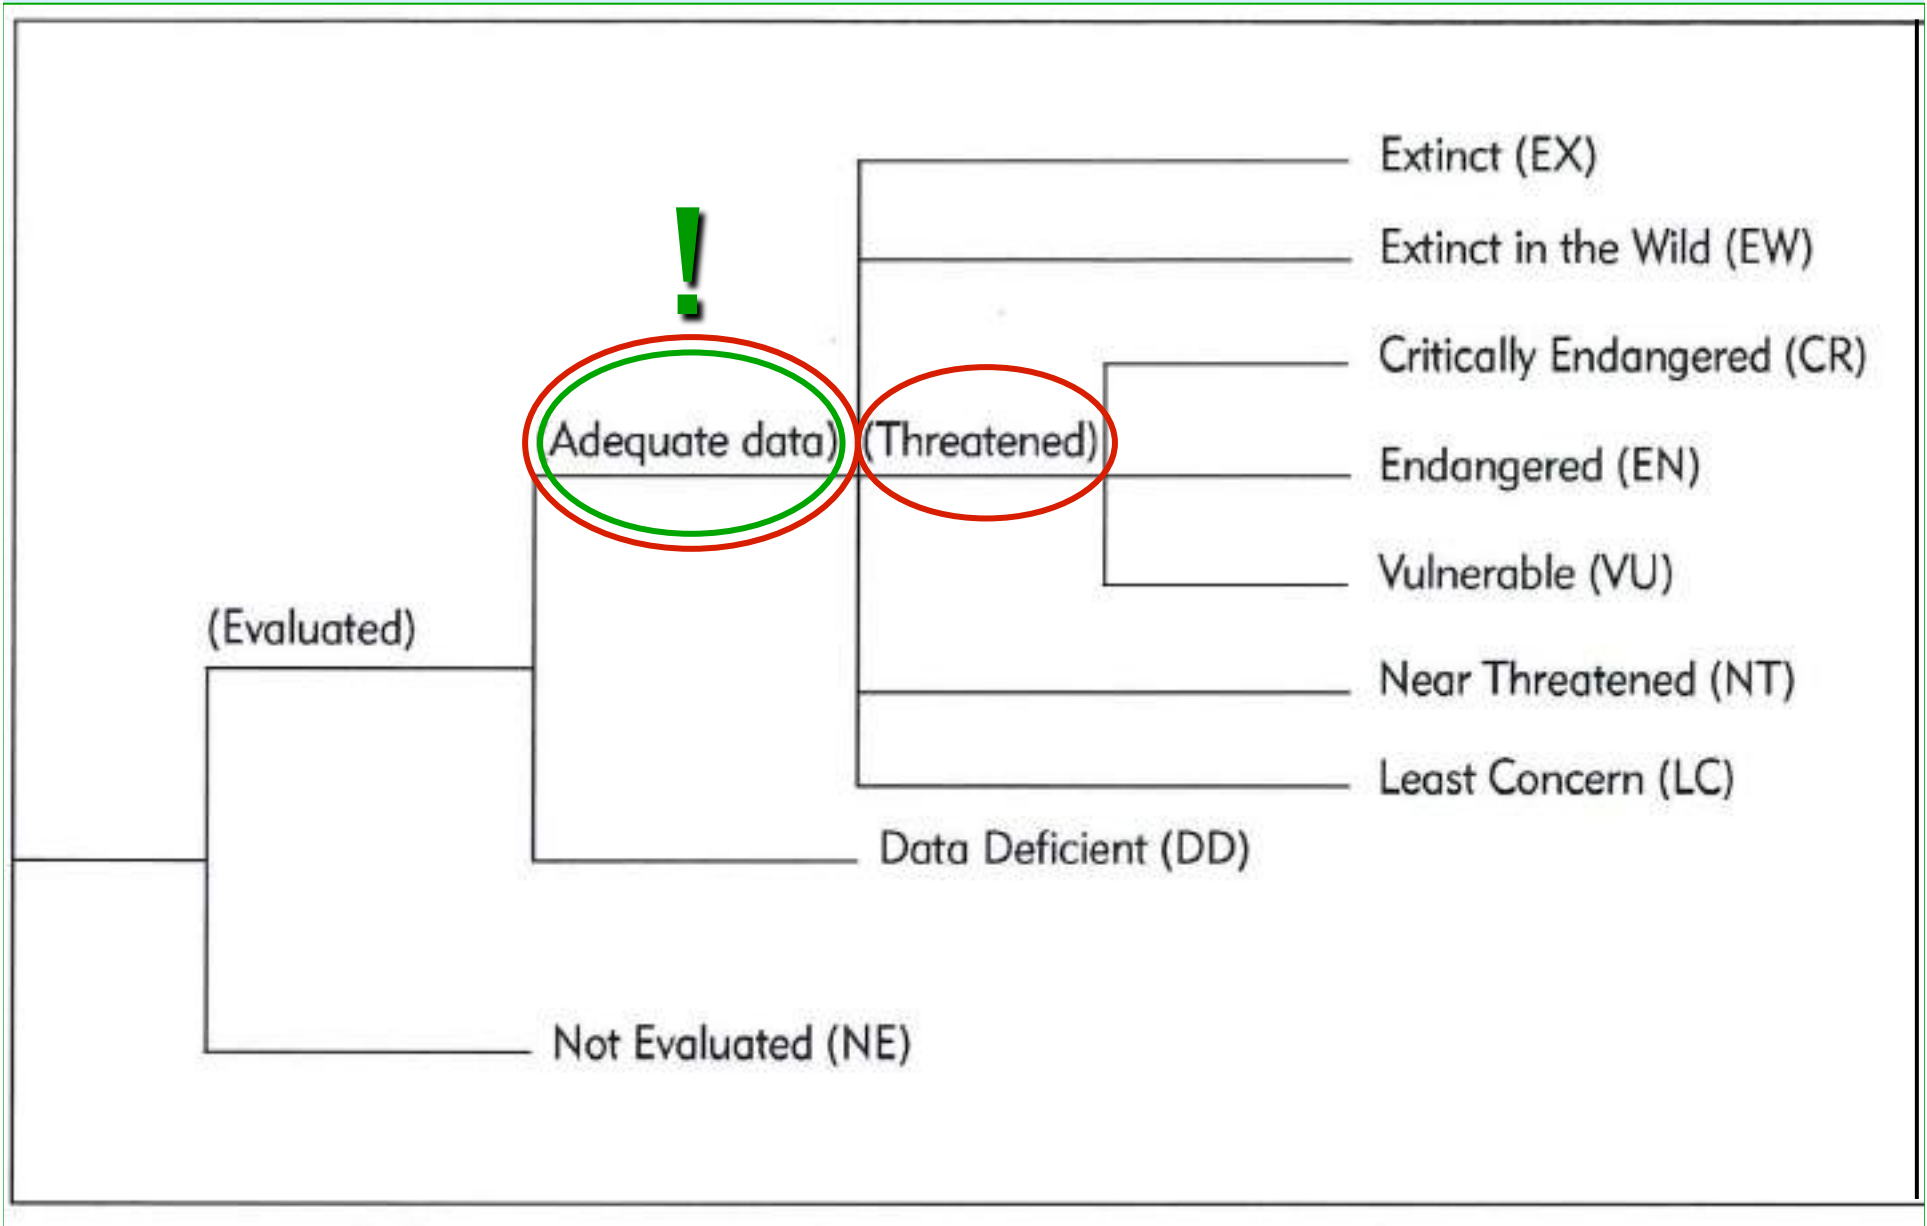 Extinct (EX)
!
Extinct in the Wild (EW)
Critically Endangered (CR)
Adequate data) (Threatened)
Endangered (EN)
Vulnerable (VU)
(Evaluated)
Near Threatened (NT)
Least Concern (LC)
Data Deficient (DD)
Not Evaluated (NE)